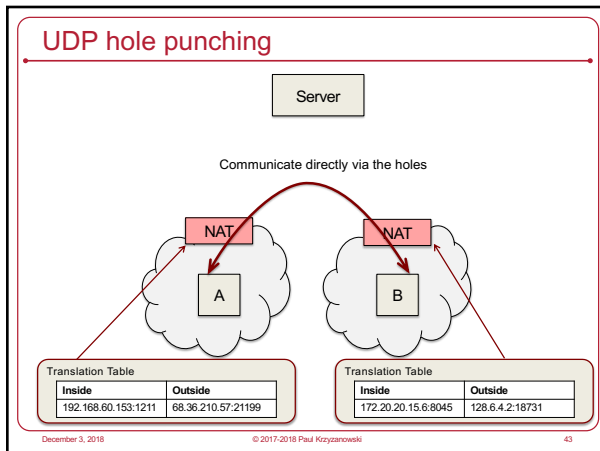 UDP hole punching
Server
Communicate directly via the holes
NAT
NAT
A
B
Translation Table
Inside Outside
192.168.60.153:1211 68.36.210.57:21199
Translation Table
Inside Outside
172.20.20.15.6:8045 128.6.4.2:18731
December 3, 2018 © 2017-2018 Paul Krzyzanowski 43